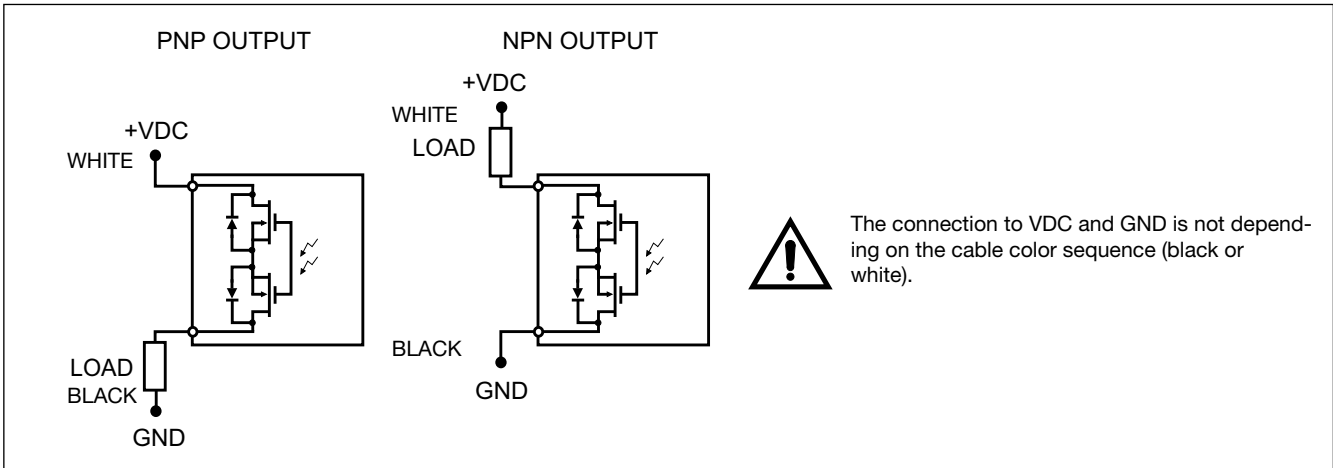 PNP OUTPUT
+VDC
WHITE
LOAD
BLACK
GND
NPN OUTPUT
+VDC
WHITE
LOAD
BLACK
GND
The connection to VDC and GND is not depend-
ing on the cable color sequence (black or
white).